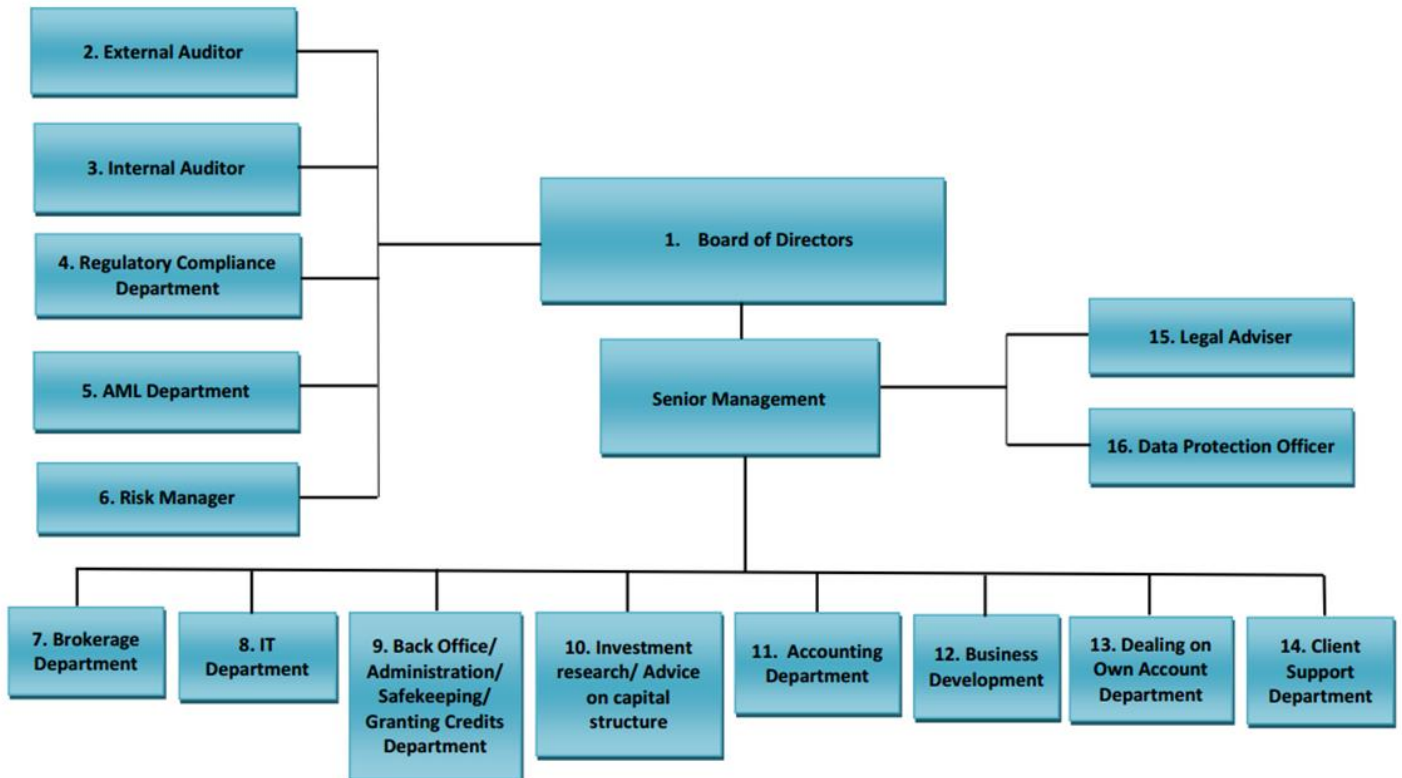 2. External Auditor
3. Internal Auditor
4. Regulatory Compliance
Department
5. AML Department
6. Risk Manager
1. Board of Directors
Senior Management
15. Legal Adviser
16. Data Protection Officer
7. Brokerage
Department
8. IT
Department
9. Back Office/
Administration/
Safekeeping/
Granting Credits
Department
10. Investment
research/ Advice
on capital
structure
11. Accounting
Department
12. Business
Development
13. Dealing on
Own Account
Department
14. Client
Support
Department